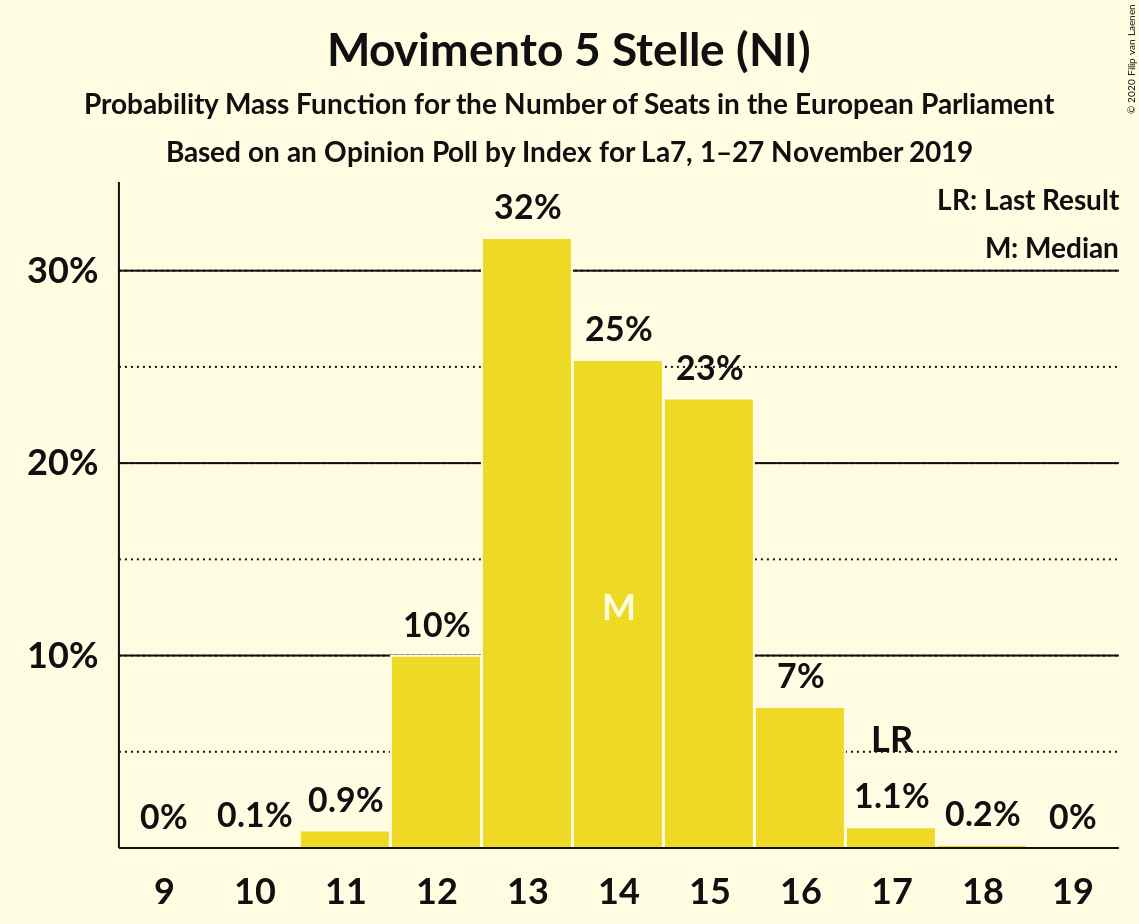 Movimento 5 Stelle (NI)
Probability Mass Function for the Number of Seats in the European Parliament
Based on an Opinion Poll by Index for La7, 1–27 November 2019
© 2020 Filip van Laenen
LR: Last Result
M: Median
30%
20%
10%
0%
0.1%
0.9%
10%
32%
25%
23%
7%
1.1%
0.2%
0%
M
LR
9 10 11 12 13 14 15 16 17 18 19